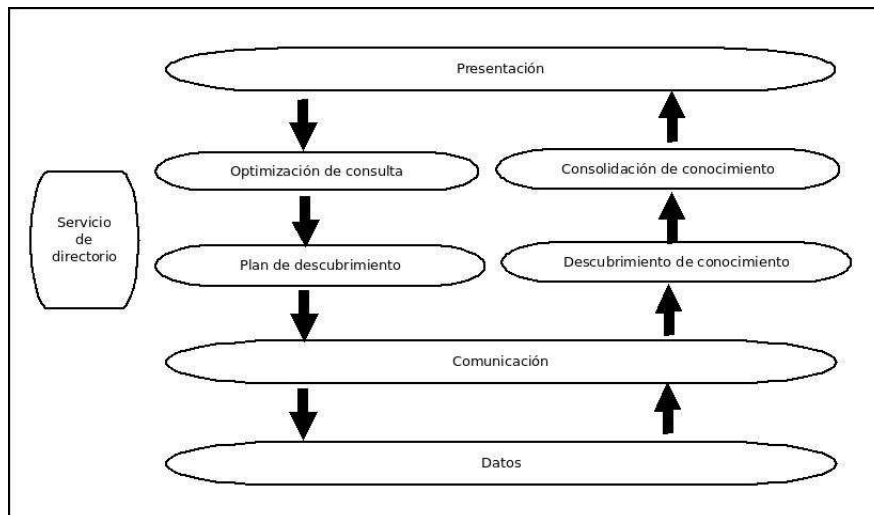 Presentación
Optimización de consulta
Consolidación de conocimiento
Servicio
de
directorio
Plan de descubrimiento
Descubrimiento de conocimiento
Comunicación
Datos